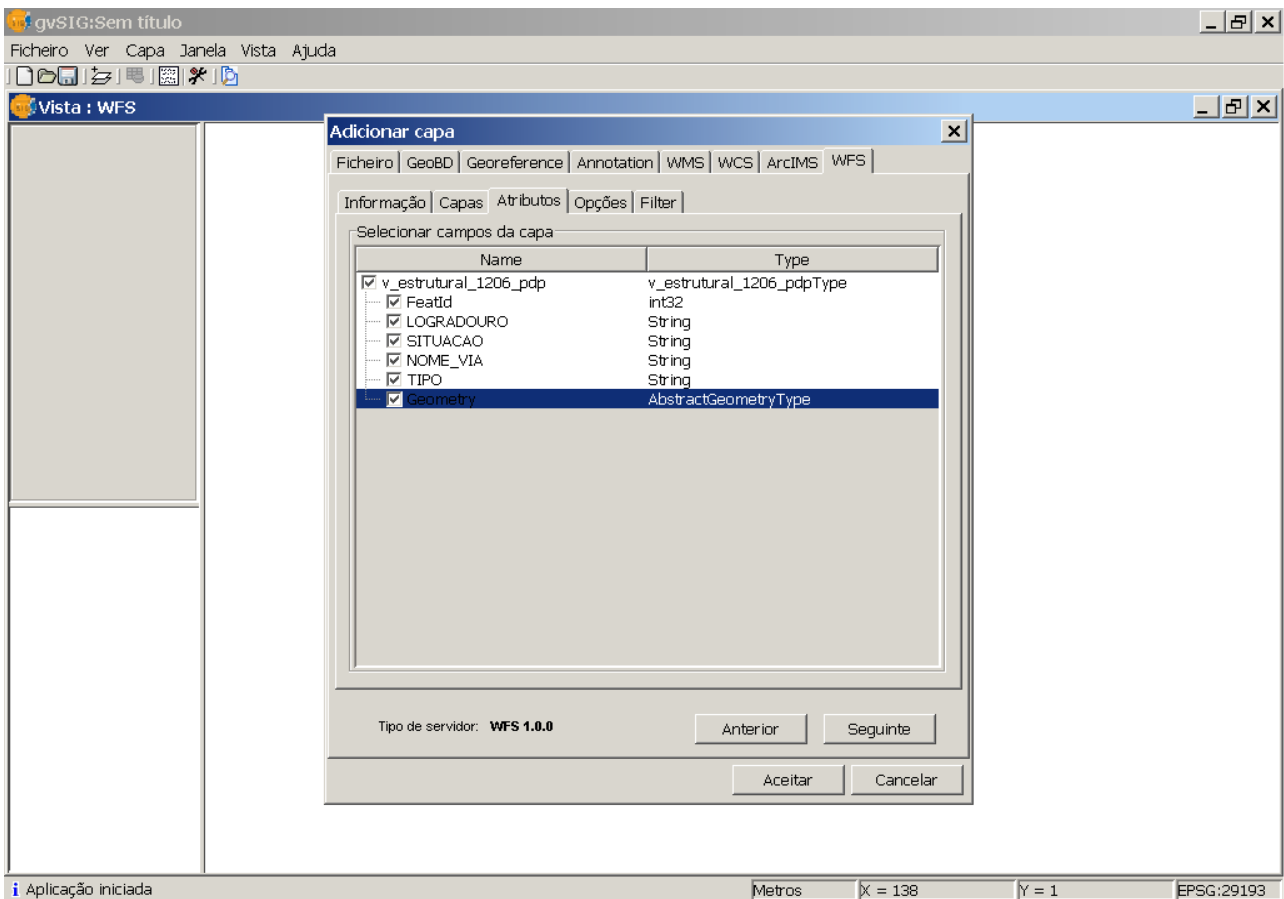 gvSIG:Sem título
Ficheiro Ver Capa Janela Vista Ajuda
Vista : WFS
Adicionar capa
Ficheiro GeoBD Georeference Annotation WMS WCS ArcIMS WFS
Informação Capas Atributos Opções Filter
Selecionar campos da capa
Name Type
v_estrutural_1206_pdp v_estrutural_1206_pdpType
FeatId int32
LOGRADOURO String
SITUACAO String
NOME_VIA String
TIPO String
Geometry AbstractGeometryType
Tipo de servidor: WFS 1.0.0 Anterior Seguinte
Aceitar Cancelar
Aplicação iniciada Metros X = 138 Y = 1 EPSG:29193